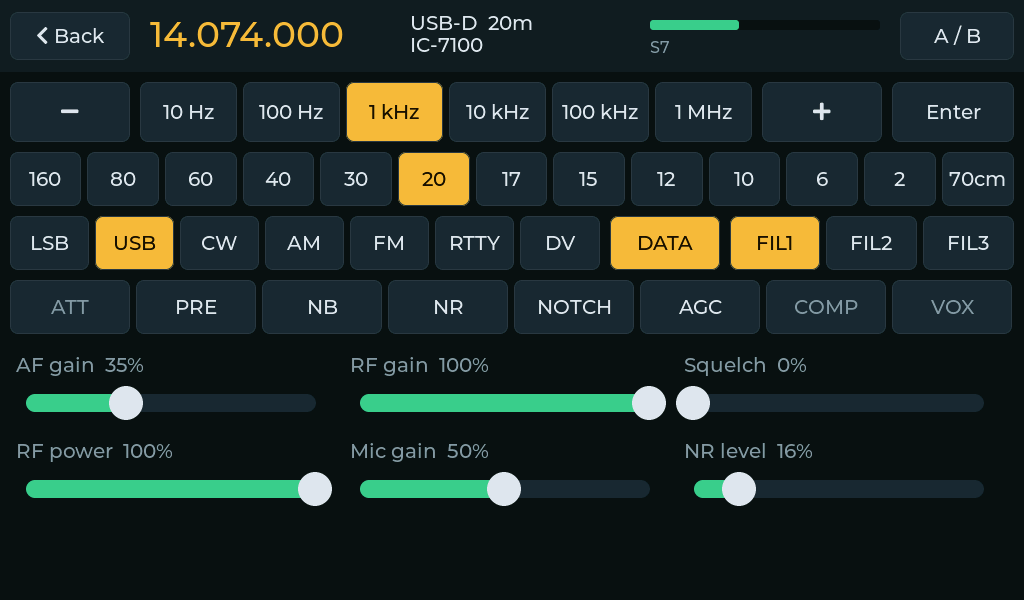 Back 14.074.000 USB-D 20m A / B
IC-7100 S7
10 Hz 100 Hz 1 kHz 10 kHz 100 kHz 1 MHz + Enter
160 80 60 40 30 20 17 15 12 10 6 2 70cm
LSB USB CW AM FM RTTY DV DATA FIL1 FIL2 FIL3
ATT PRE NB NR NOTCH AGC COMP VOX
AF gain 35% RF gain 100% Squelch 0%
RF power 100% Mic gain 50% NR level 16%